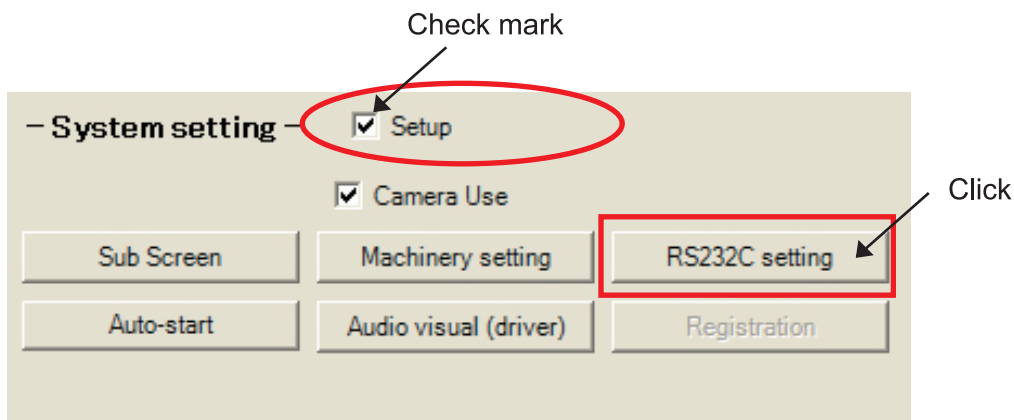 Check mark
– System setting –
Setup
Camera Use
Click
Sub Screen
Machinery setting
RS232C setting
Auto-start
Audio visual (driver)
Registration